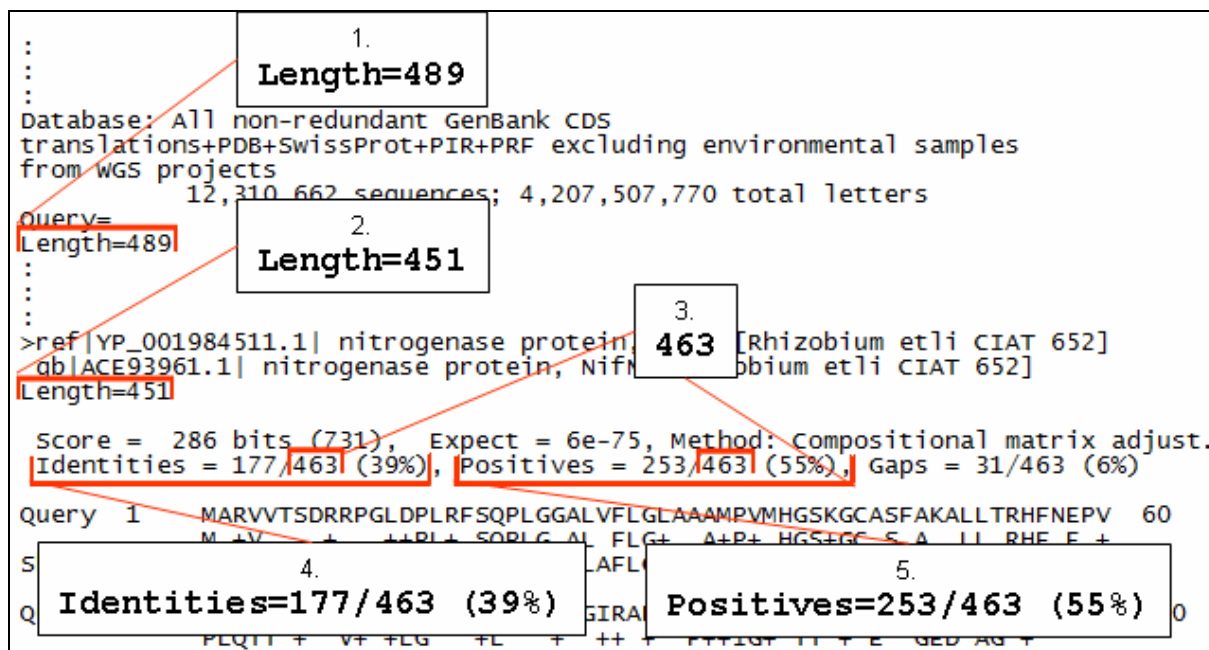 :
:
:
1.
Length=489
Database: All non-redundant GenBank CDS
translations+PDB+SwissProt+PIR+PRF excluding environmental samples
from WGS projects
12,310,662 sequences; 4,207,507,770 total letters
Query=
Length=489
2.
Length=451
:
:
:
3.
463
>ref|YP_001984511.1| nitrogenase protein, [Rhizobium etli CIAT 652]
gb|ACE93961.1| nitrogenase protein, etli CIAT 652]
Length=451
Score = 286 bits (731), Expect = 6e-75, Method: Compositional matrix adjust.
Identities = 177/463 (39%), Positives = 253/463 (55%), Gaps = 31/463 (6%)
Query 1 MARVVTSDRRPGLDPLRFSQPLGGALVFLGLAAAMPVMHGSKGCASFAKALLTRHFNEPV 60
4.
Identities=177/463 (39%)
5.
Positives=253/463 (55%)